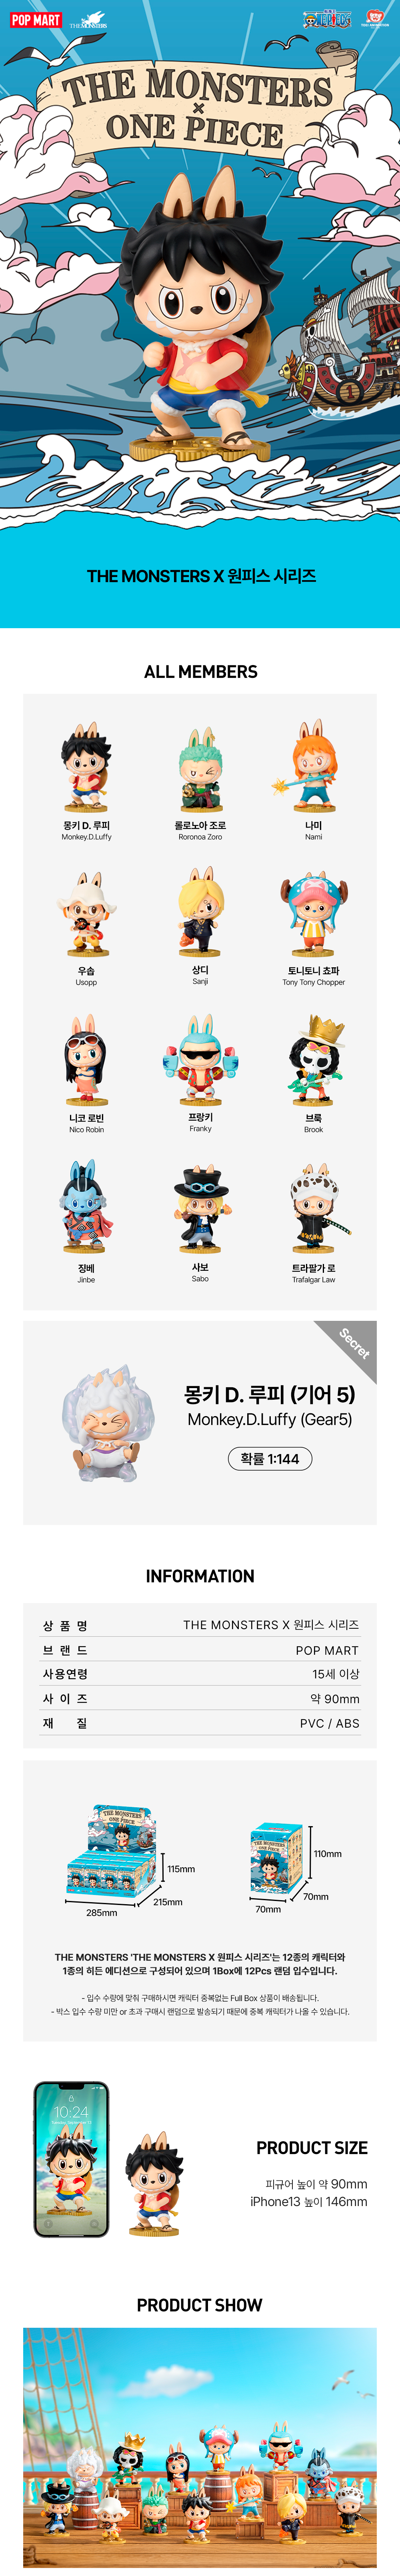 POP MART
THE MONSTERS
ONE PIECE
TOEI ANIMATION
THE MONSTERS
×
ONE PIECE
THE MONSTERS X 원피스 시리즈
ALL MEMBERS
몽키 D. 루피
Monkey.D.Luffy
롤로노아 조로
Roronoa Zoro
나미
Nami
우솝
Usopp
상디
Sanji
토니토니 쵸파
Tony Tony Chopper
니코 로빈
Nico Robin
프랑키
Franky
브룩
Brook
징베
Jinbe
사보
Sabo
트라팔가 로
Trafalgar Law
Secret
몽키 D. 루피 (기어 5)
Monkey.D.Luffy (Gear5)
확률 1:144
INFORMATION
상 품 명 THE MONSTERS X 원피스 시리즈
브 랜 드 POP MART
사용연령 15세 이상
사 이 즈 약 90mm
재 질 PVC / ABS
THE MONSTERS
ONE PIECE
115mm
215mm
285mm
110mm
70mm
70mm
THE MONSTERS 'THE MONSTERS X 원피스 시리즈'는 12종의 캐릭터와
1종의 히든 에디션으로 구성되어 있으며 1Box에 12Pcs 랜덤 입수입니다.
- 입수 수량에 맞춰 구매하시면 캐릭터 중복없는 Full Box 상품이 배송됩니다.
- 박스 입수 수량 미만 or 초과 구매시 랜덤으로 발송되기 때문에 중복 캐릭터가 나올 수 있습니다.
10:24
PRODUCT SIZE
피규어 높이 약 90mm
iPhone13 높이 146mm
PRODUCT SHOW